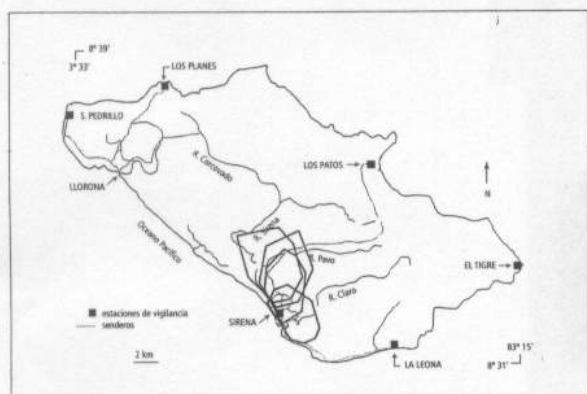 8° 39'
3° 33'
LOS PLANES
S. PEDRILLO
LLORONA
R. Corcovado
LOS PATOS
N
Oceano Pacífico
R. Pavo
R. Claro
EL TIGRE
estaciones de vigilancia
senderos
SIRENA
2 km
LA LEONA
83° 15'
8° 31'